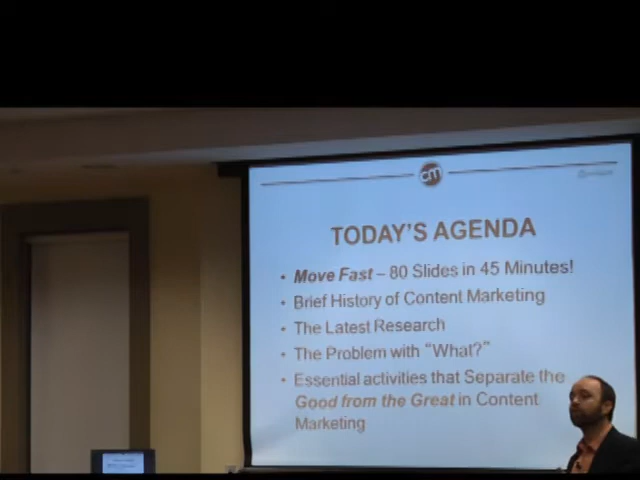 cm
TODAY'S AGENDA
• Move Fast – 80 Slides in 45 Minutes!
• Brief History of Content Marketing
• The Latest Research
• The Problem with "What?"
• Essential activities that Separate the
Good from the Great in Content
Marketing